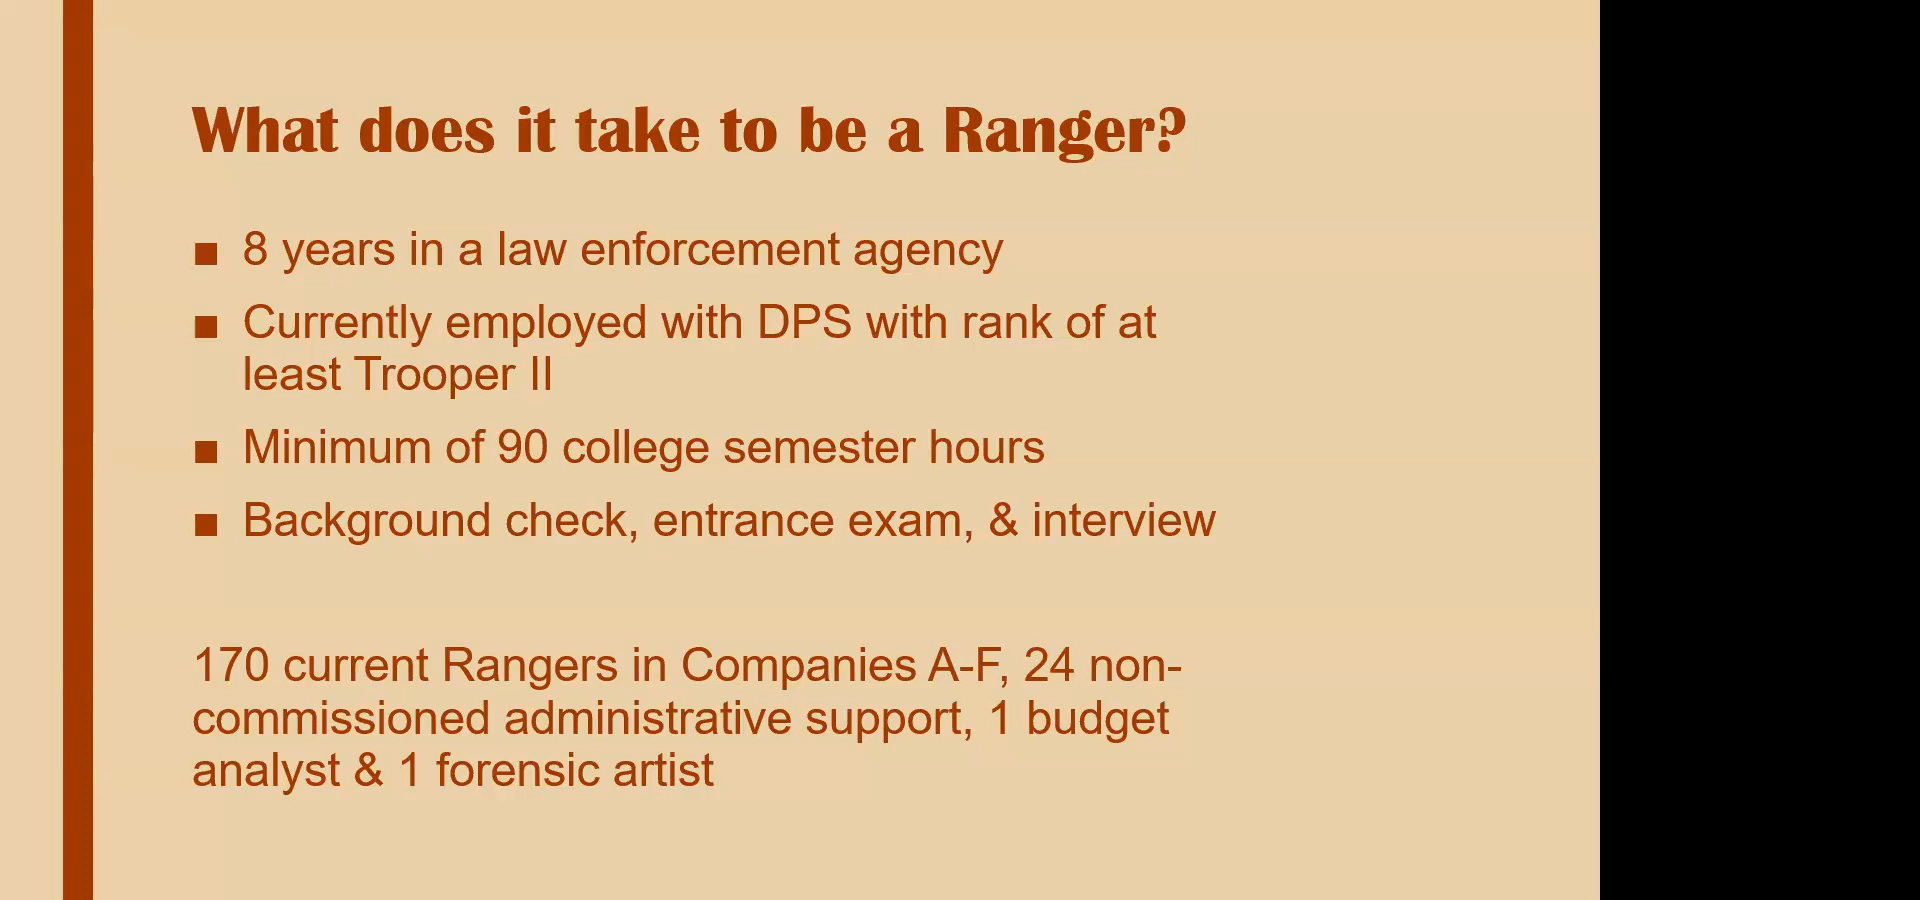 What does it take to be a Ranger?
■ 8 years in a law enforcement agency
■ Currently employed with DPS with rank of at
least Trooper II
■ Minimum of 90 college semester hours
■ Background check, entrance exam, & interview
170 current Rangers in Companies A-F, 24 non-
commissioned administrative support, 1 budget
analyst & 1 forensic artist